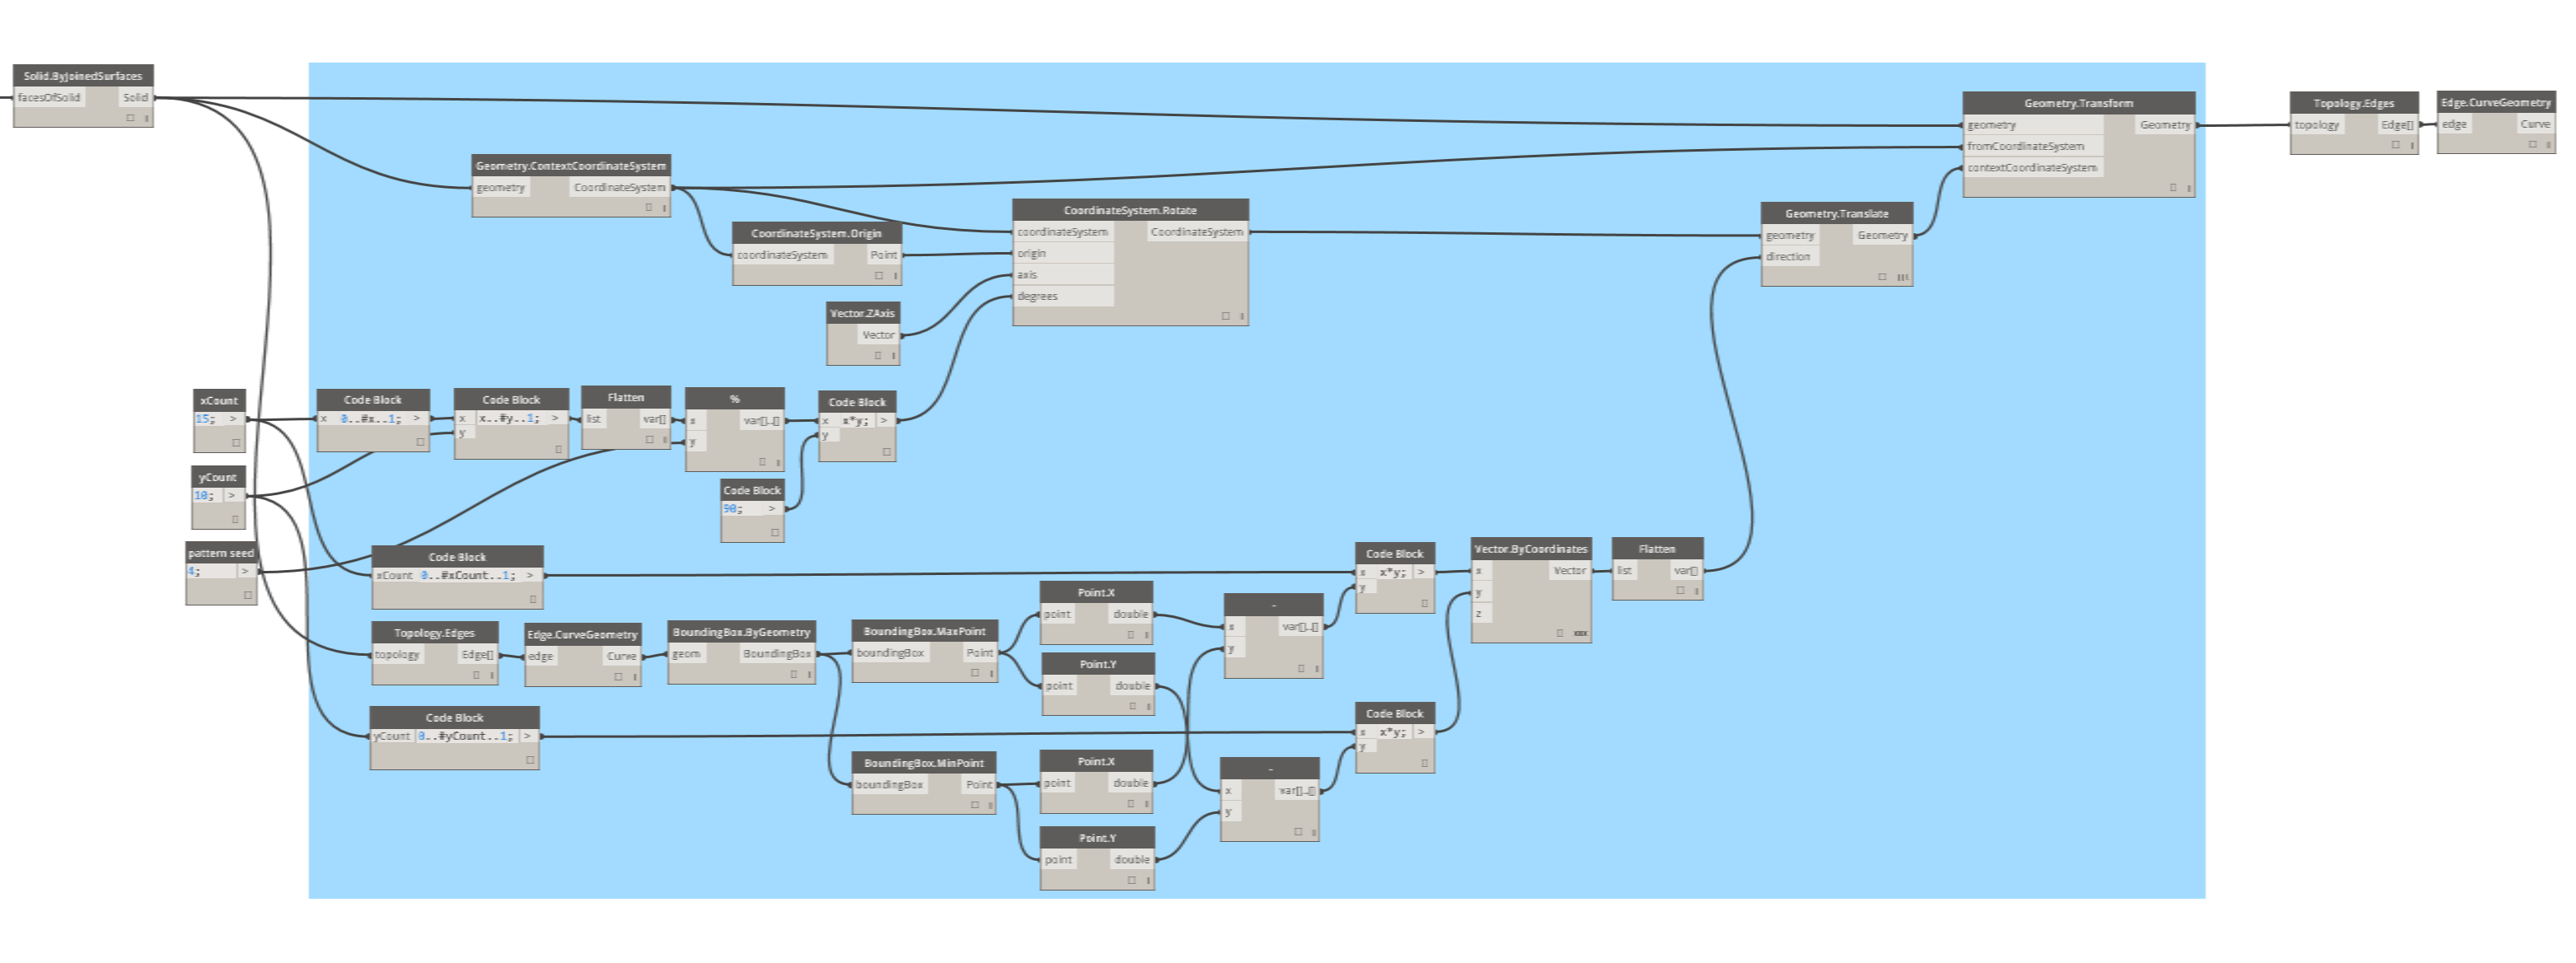 Solid.ByJoinedSurfaces
facesOfSolid Solid
Geometry.ContextCoordinateSystem
geometry CoordinateSystem
CoordinateSystem.Origin
coordinateSystem Point
Vector.ZAxis
Vector
CoordinateSystem.Rotate
coordinateSystem CoordinateSystem
origin
axis
degrees
Geometry.Translate
geometry Geometry
direction
Geometry.Transform
geometry Geometry
fromCoordinateSystem
contextCoordinateSystem
Topology.Edges
topology Edge[]
Edge.CurveGeometry
edge Curve
xCount
15; >
yCount
10; >
pattern seed
4; >
Code Block
x 0..#x..1; >
Code Block
x x..#y..1; >
y
Flatten
list var[]
%
x var[]..[]
y
Code Block
x x*y; >
y
Code Block
90; >
Code Block
xCount 0..#xCount..1; >
Topology.Edges
topology Edge[]
Edge.CurveGeometry
edge Curve
BoundingBox.ByGeometry
geom BoundingBox
Code Block
yCount 0..#yCount..1; >
BoundingBox.MaxPoint
boundingBox Point
BoundingBox.MinPoint
boundingBox Point
Point.X
point double
Point.Y
point double
Point.X
point double
Point.Y
point double
-
x var[]..[]
y
-
x var[]..[]
y
Code Block
x x*y; >
y
Code Block
x x*y; >
y
Vector.ByCoordinates
x Vector
y
z
xxx
Flatten
list var[]